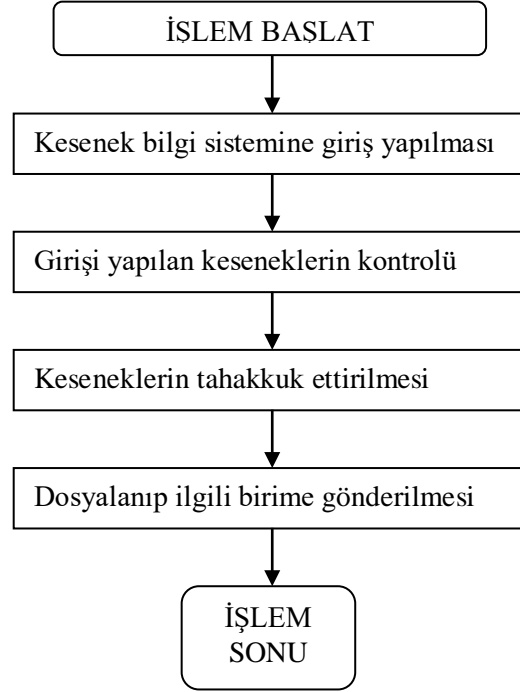 İŞLEM BAŞLAT
Kesenek bilgi sistemine giriş yapılması
Girişi yapılan keseneklerin kontrolü
Keseneklerin tahakkuk ettirilmesi
Dosyalanıp ilgili birime gönderilmesi
İŞLEM
SONU